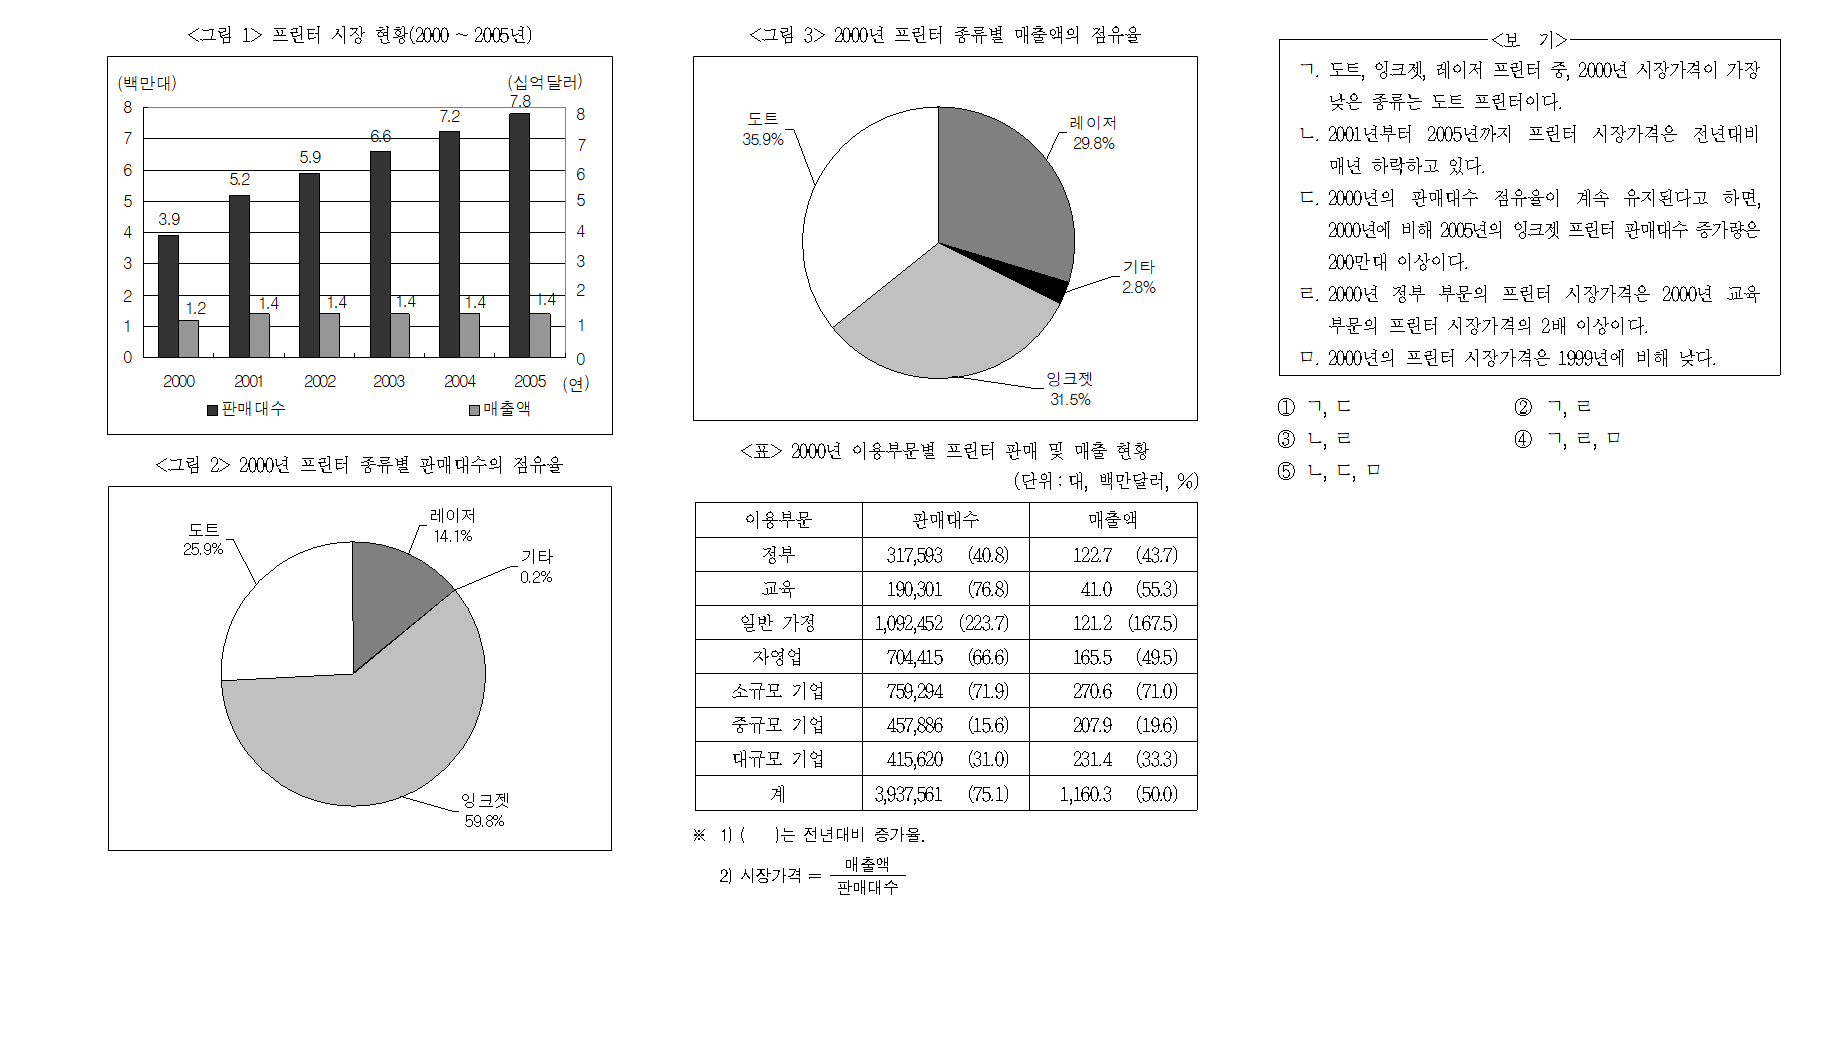 <그림 1> 프린터 시장 현황(2000 ~ 2005년)
(백만대)
(십억달러)
8
7
6
5
4
3
2
1
0
8
7
6
5
4
3
2
1
0
3.9
5.2
5.9
6.6
7.2
7.8
1.2
1.4
1.4
1.4
1.4
1.4
2000 2001 2002 2003 2004 2005 (연)
판매대수 매출액
<그림 2> 2000년 프린터 종류별 판매대수의 점유율
도트
25.9%
레이저
14.1%
기타
0.2%
잉크젯
59.8%
<그림 3> 2000년 프린터 종류별 매출액의 점유율
도트
35.9%
레이저
29.8%
기타
2.8%
잉크젯
31.5%
<표> 2000년 이용부문별 프린터 판매 및 매출 현황
(단위 : 대, 백만달러, %)
이용부문 판매대수 매출액
정부 317,593 (40.8) 122.7 (43.7)
교육 190,301 (76.8) 41.0 (55.3)
일반 가정 1,092,452 (223.7) 121.2 (167.5)
자영업 704,415 (66.6) 165.5 (49.5)
소규모 기업 759,294 (71.9) 270.6 (71.0)
중규모 기업 457,886 (15.6) 207.9 (19.6)
대규모 기업 415,620 (31.0) 231.4 (33.3)
계 3,937,561 (75.1) 1,160.3 (50.0)
※ 1) ( )는 전년대비 증가율.
2) 시장가격 = 매출액
판매대수
<보 기>
ㄱ. 도트, 잉크젯, 레이저 프린터 중, 2000년 시장가격이 가장
낮은 종류는 도트 프린터이다.
ㄴ. 2001년부터 2005년까지 프린터 시장가격은 전년대비
매년 하락하고 있다.
ㄷ. 2000년의 판매대수 점유율이 계속 유지된다고 하면,
2000년에 비해 2005년의 잉크젯 프린터 판매대수 증가량은
200만대 이상이다.
ㄹ. 2000년 정부 부문의 프린터 시장가격은 2000년 교육
부문의 프린터 시장가격의 2배 이상이다.
ㅁ. 2000년의 프린터 시장가격은 1999년에 비해 낮다.
① ㄱ, ㄷ ② ㄱ, ㄹ
③ ㄴ, ㄹ ④ ㄱ, ㄹ, ㅁ
⑤ ㄴ, ㄷ, ㅁ